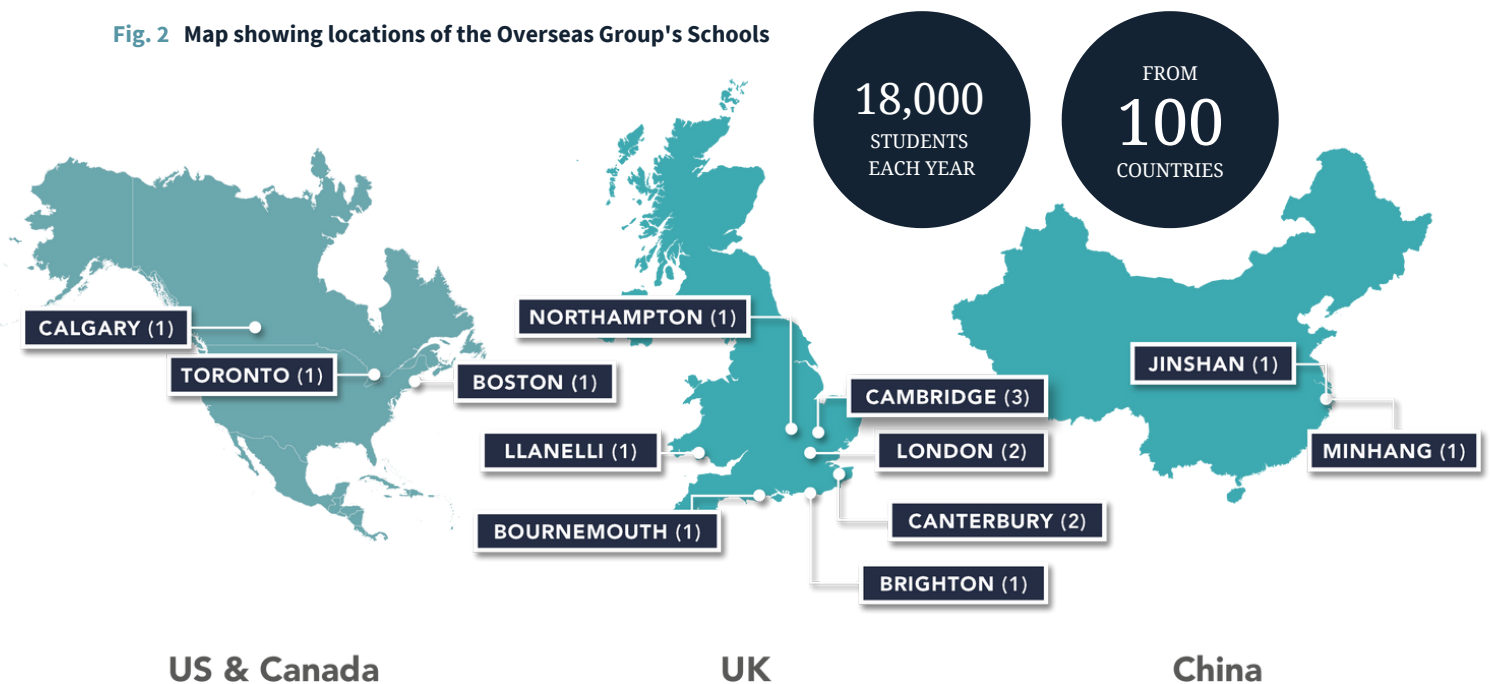 Fig. 2 Map showing locations of the Overseas Group's Schools
18,000
STUDENTS
EACH YEAR
FROM
100
COUNTRIES
CALGARY (1)
TORONTO (1)
BOSTON (1)
NORTHAMPTON (1)
CAMBRIDGE (3)
LLANELLI (1)
LONDON (2)
BOURNEMOUTH (1)
CANTERBURY (2)
BRIGHTON (1)
JINSHAN (1)
MINHANG (1)
US & Canada
UK
China